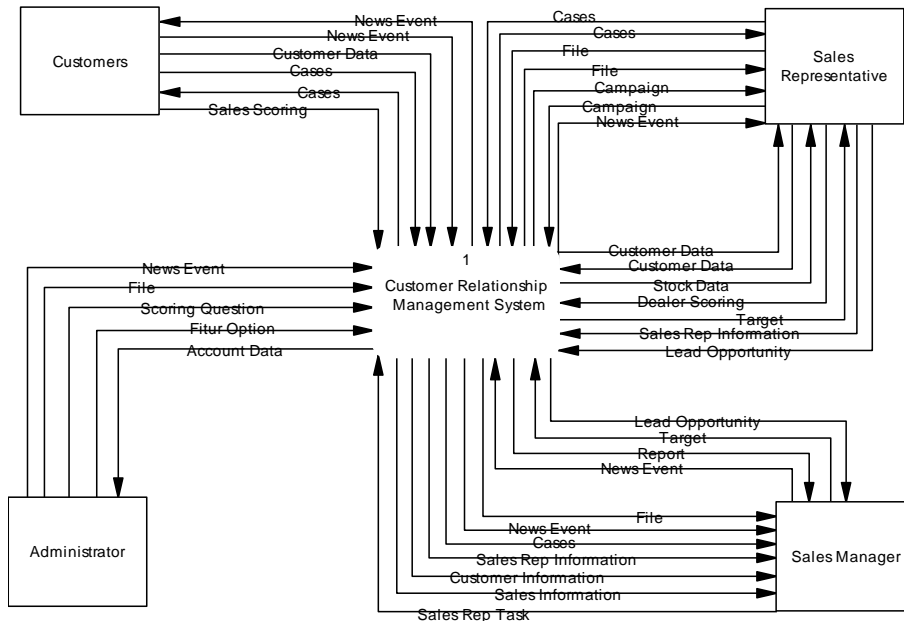 Customers
News Event
News Event
Customer Data
Cases
Cases
Sales Scoring
Cases
Cases
File
File
Campaign
Campaign
News Event
Sales
Representative
1
Customer Relationship
Management System
Customer Data
Customer Data
Stock Data
Dealer Scoring
Target
Sales Rep Information
Lead Opportunity
News Event
File
Scoring Question
Fitur Option
Account Data
Administrator
Lead Opportunity
Target
Report
News Event
File
News Event
Cases
Sales Rep Information
Customer Information
Sales Information
Sales Rep Task
Sales Manager